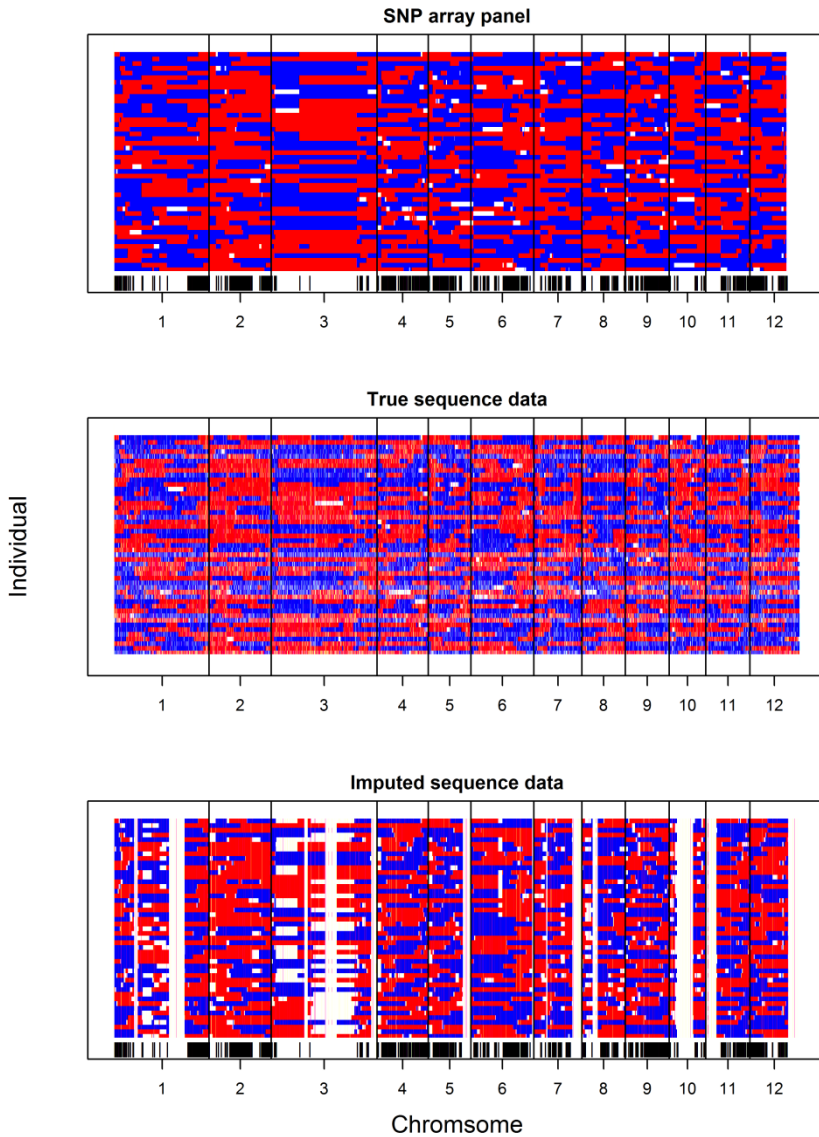 SNP array panel
1 2 3 4 5 6 7 8 9 10 11 12
True sequence data
Individual
1 2 3 4 5 6 7 8 9 10 11 12
Imputed sequence data
1 2 3 4 5 6 7 8 9 10 11 12
Chromsome